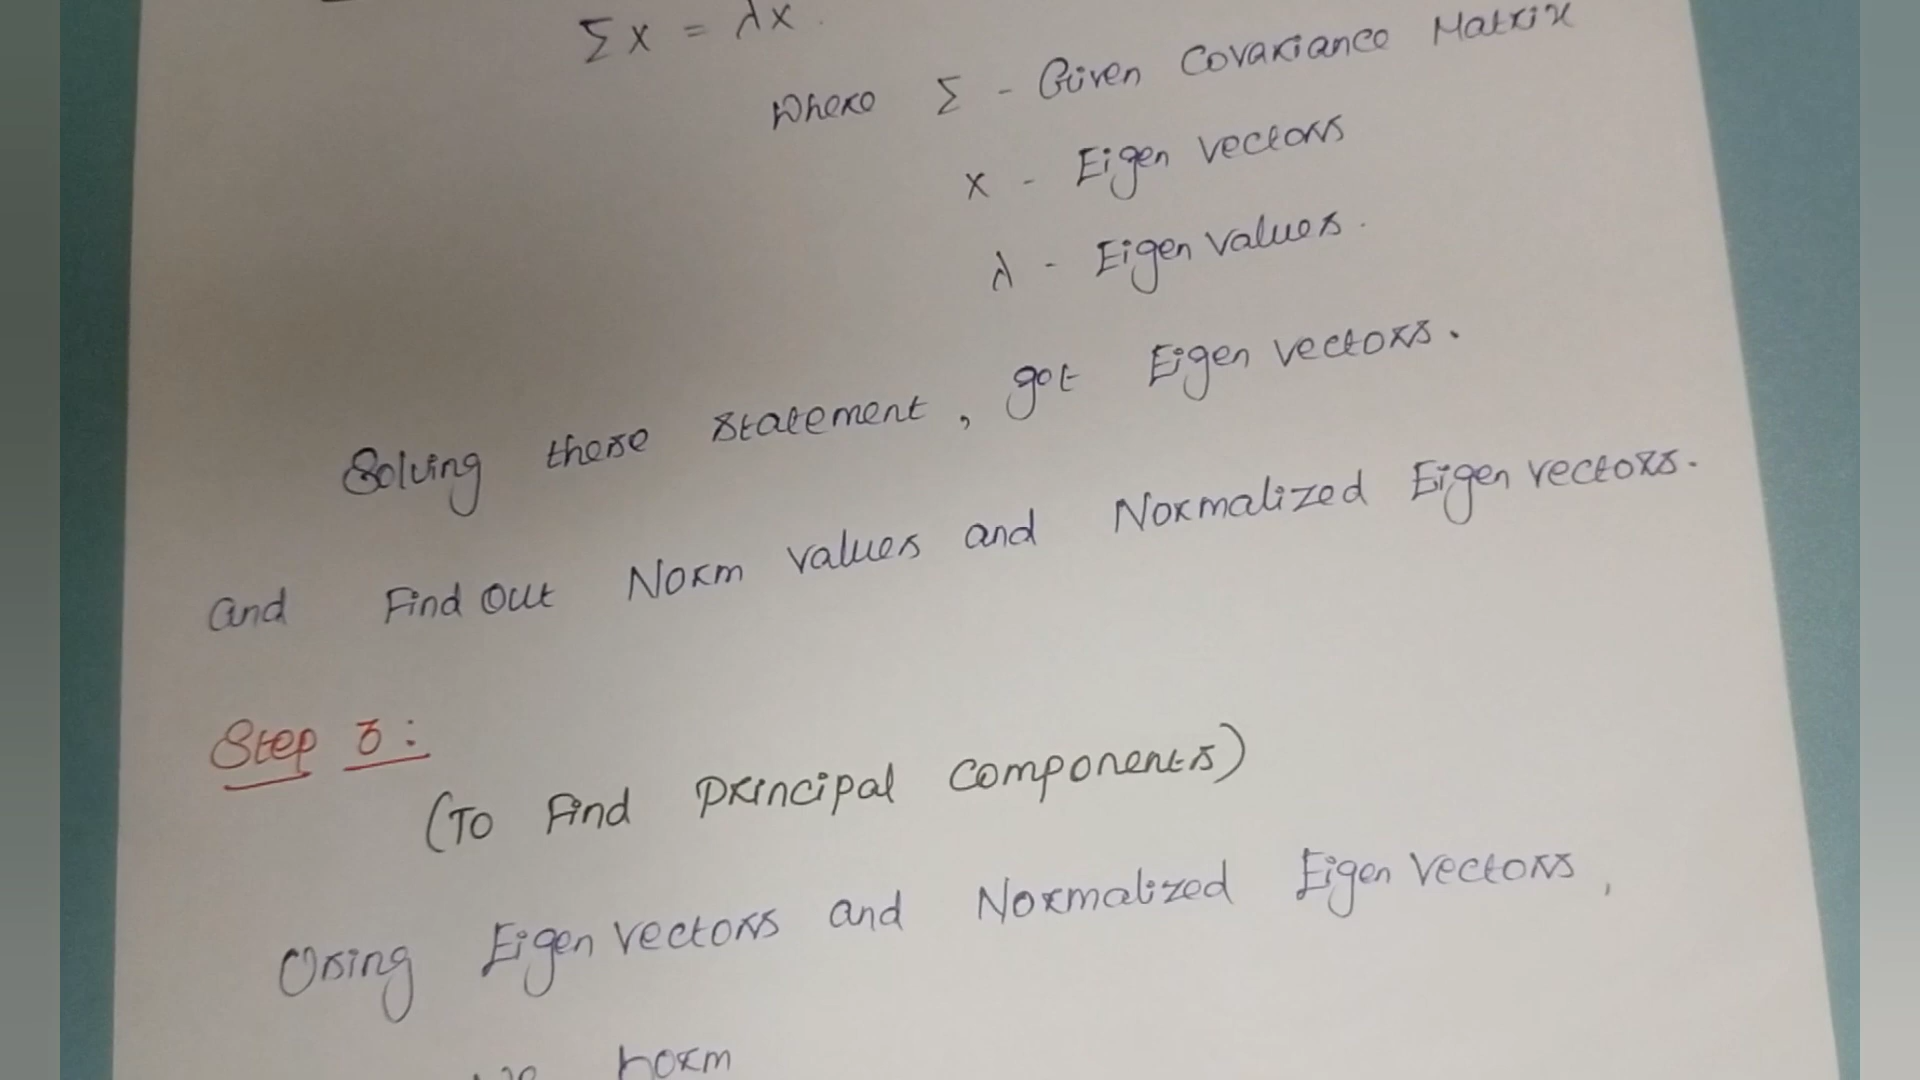 Σx = λx.
Where Σ - Given Covariance Matrix
x - Eigen vectors
λ - Eigen values.
Solving these statement, got Eigen vectors.
and Find out Norm values and Normalized Eigen vectors.
Step 3:
(To Find Principal Components)
Using Eigen vectors and Normalized Eigen vectors,
norm